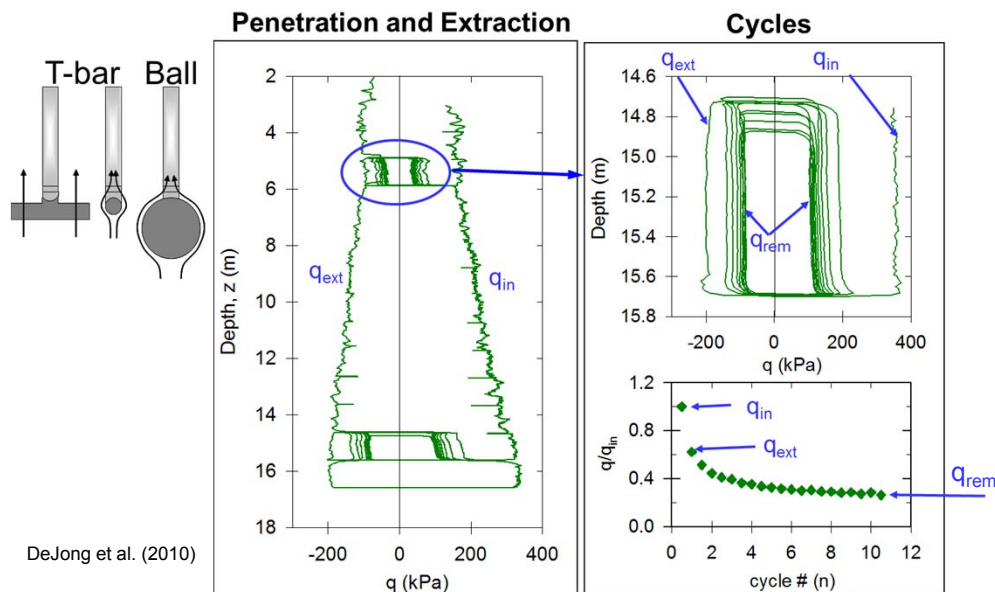 Penetration and Extraction
Cycles
T-bar Ball
2
4
6
8
10
12
14
16
18
Depth, z (m)
q_ext
q_in
-200 0 200 400
q (kPa)
q_ext
q_in
14.6
14.8
15.0
15.2
15.4
15.6
15.8
Depth (m)
q_rem
-200 0 200 400
q (kPa)
1.2
0.8
0.4
0.0
q/q_in
q_in
q_ext
q_rem
0 2 4 6 8 10 12
cycle # (n)
DeJong et al. (2010)